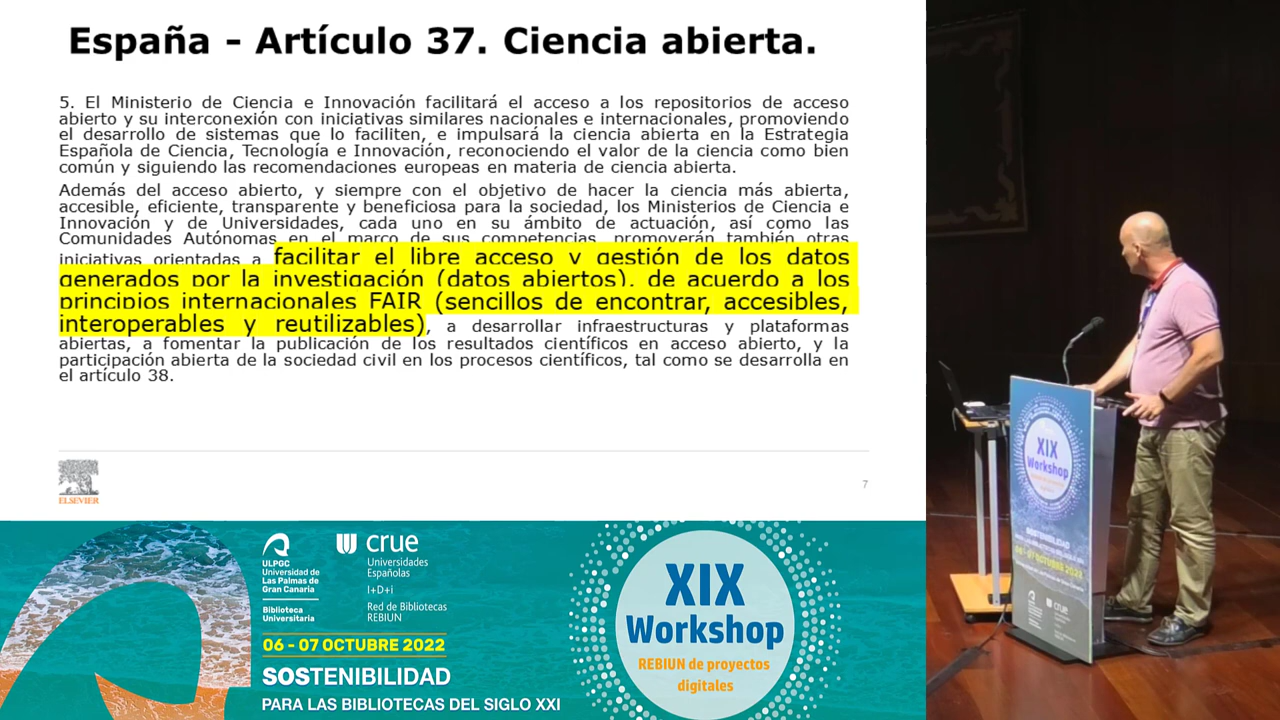 España - Artículo 37. Ciencia abierta.
5. El Ministerio de Ciencia e Innovación facilitará el acceso a los repositorios de acceso
abierto y su interconexión con iniciativas similares nacionales e internacionales, promoviendo
el desarrollo de sistemas que lo faciliten, e impulsará la ciencia abierta en la Estrategia
Española de Ciencia, Tecnología e Innovación, reconociendo el valor de la ciencia como bien
común y siguiendo las recomendaciones europeas en materia de ciencia abierta.
Además del acceso abierto, y siempre con el objetivo de hacer la ciencia más abierta,
accesible, eficiente, transparente y beneficiosa para la sociedad, los Ministerios de Ciencia e
Innovación y de Universidades, cada uno en su ámbito de actuación, así como las
Comunidades Autónomas en el marco de sus competencias, promoverán también otras
iniciativas orientadas a facilitar el libre acceso y gestión de los datos
generados por la investigación (datos abiertos), de acuerdo a los
principios internacionales FAIR (sencillos de encontrar, accesibles,
interoperables y reutilizables), a desarrollar infraestructuras y plataformas
abiertas, a fomentar la publicación de los resultados científicos en acceso abierto, y la
participación abierta de la sociedad civil en los procesos científicos, tal como se desarrolla en
el artículo 38.
ELSEVIER
7
ULPGC
Universidad de
Las Palmas de
Gran Canaria
Biblioteca
Universitaria
crue
Universidades
Españolas
I+D+i
Red de Bibliotecas
REBIUN
06 - 07 OCTUBRE 2022
SOSTENIBILIDAD
PARA LAS BIBLIOTECAS DEL SIGLO XXI
XIX
Workshop
REBIUN de proyectos
digitales
XIX
Workshop
SOSTENIBILIDAD
06 - 07 OCTUBRE 2022
crue